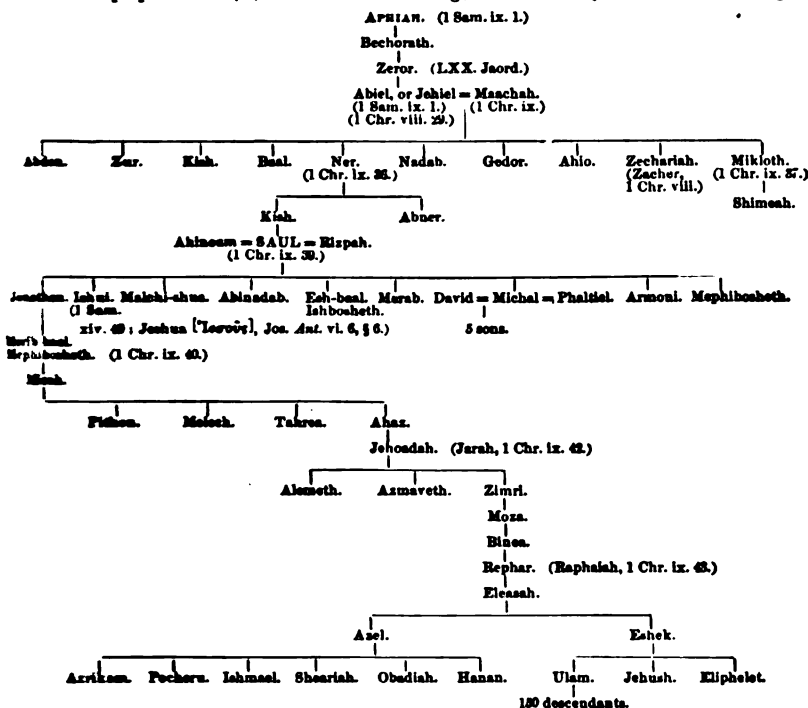 APHIAH. (1 Sam. ix. 1.)
Bechorath.
Zeror. (LXX. Jaord.)
Abiel, or Jehiel = Maachah.
(1 Sam. ix. 1.) (1 Chr. ix.)
(1 Chr. viii. 29.)
Abdon. Zur. Kish. Baal. Ner. Nadab. Gedor. Ahio. Zechariah. Mikloth.
(1 Chr. ix. 36.) (Zacher, (1 Chr. ix. 37.)
1 Chr. viii.)
Shimeah.
Kish. Abner.
Ahinoam = SAUL = Rizpah.
(1 Chr. ix. 39.)
Jonathan. Ishui. Malchi-shua. Abinadab. Esh-baal. Merab. David = Michal = Phaltiel. Armoni. Mephibosheth.
(1 Sam. Ishbosheth.
xiv. 49 : Jeshua [Ἰεσοῦς], Jos. Ant. vi. 6, § 6.) 5 sons.
Merib-baal.
Mephibosheth. (1 Chr. ix. 40.)
Micah.
Pithon. Melech. Tahrea. Ahaz.
Jehoadah. (Jarah, 1 Chr. ix. 42.)
Alemeth. Azmaveth. Zimri.
Moza.
Binea.
Rephar. (Raphaiah, 1 Chr. ix. 43.)
Eleasah.
Azel. Eshek.
Azrikam. Bocheru. Ishmael. Sheariah. Obadiah. Hanan. Ulam. Jehush. Eliphelet.
150 descendants.